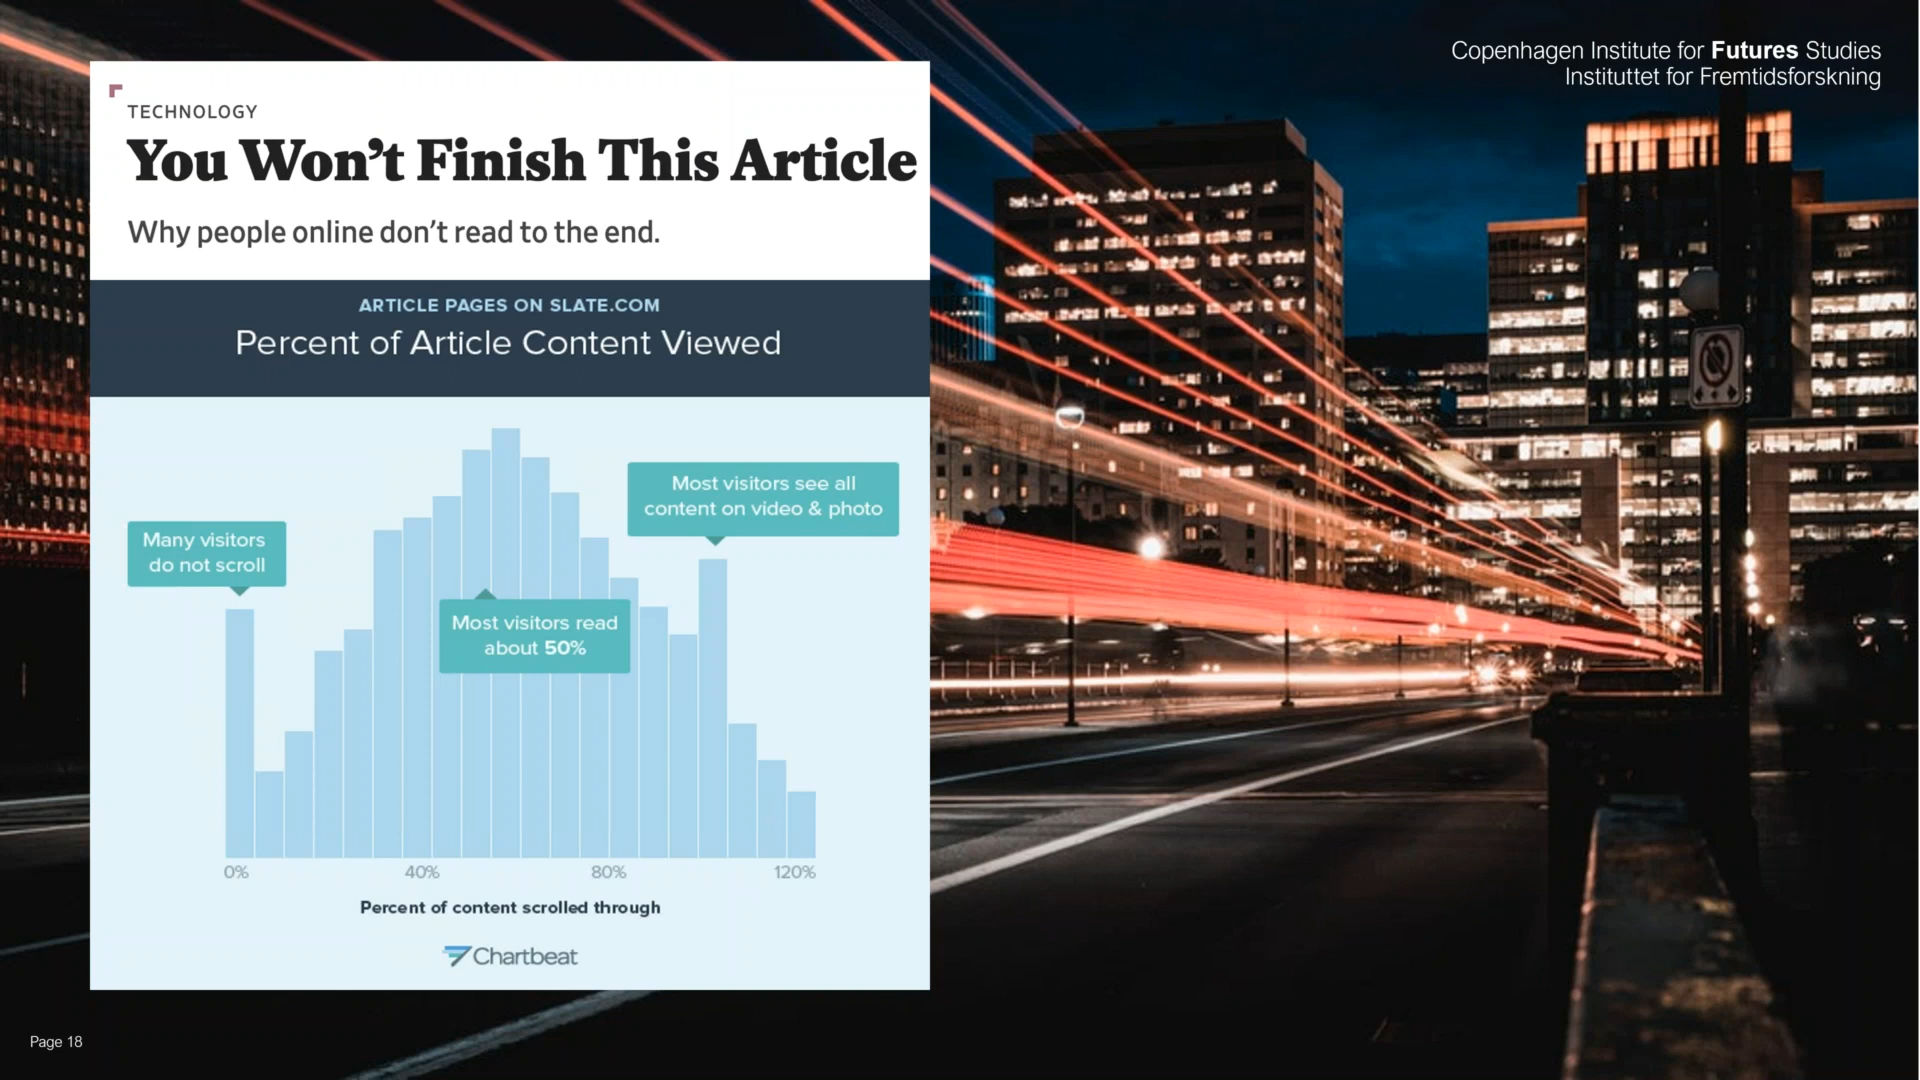 Copenhagen Institute for Futures Studies
Instituttet for Fremtidsforskning
TECHNOLOGY
You Won't Finish This Article
Why people online don't read to the end.
ARTICLE PAGES ON SLATE.COM
Percent of Article Content Viewed
Many visitors
do not scroll
Most visitors read
about 50%
Most visitors see all
content on video & photo
0%
40%
80%
120%
Percent of content scrolled through
Chartbeat
Page 18